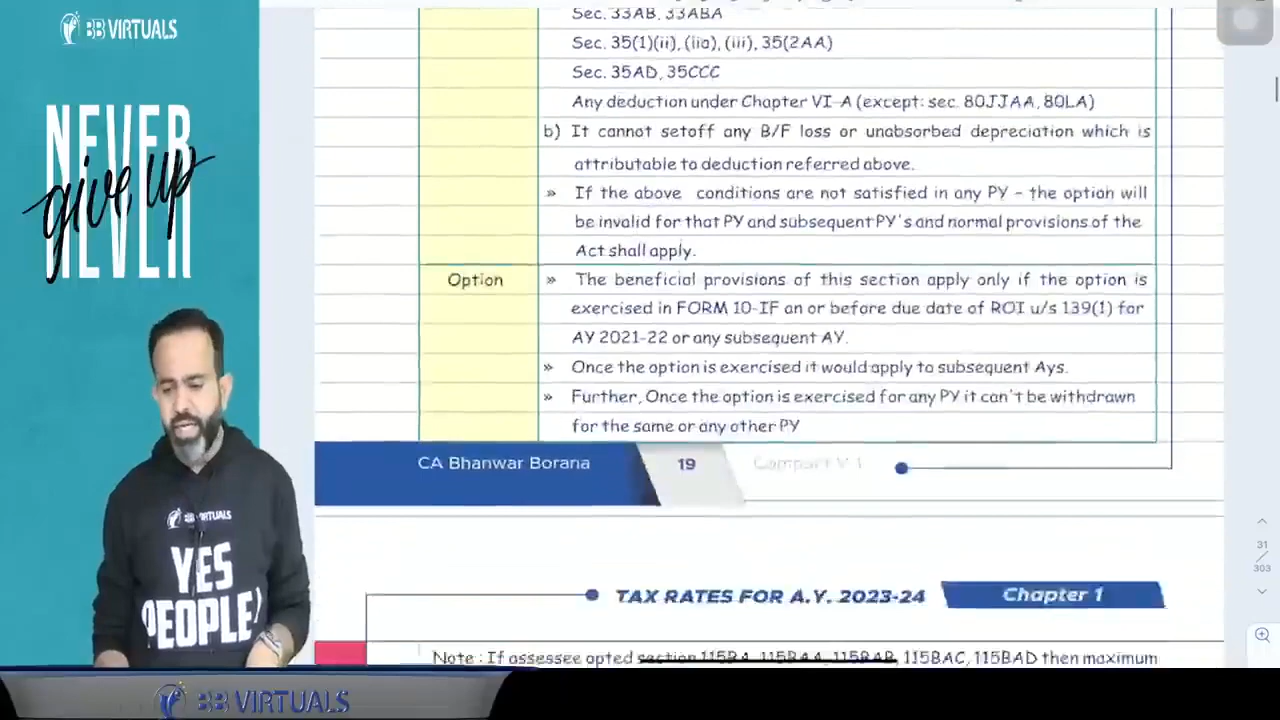 BB VIRTUALS
NEVER
give up
NEVER
BB VIRTUALS
YES
PEOPLE!
BB VIRTUALS
Sec. 33AB, 33ABA
Sec. 35(1)(ii), (iia), (iii), 35(2AA)
Sec. 35AD, 35CCC
Any deduction under Chapter VI-A (except: sec. 80JJAA, 80LA)
b) It cannot setoff any B/F loss or unabsorbed depreciation which is
attributable to deduction referred above.
» If the above conditions are not satisfied in any PY - the option will
be invalid for that PY and subsequent PY's and normal provisions of the
Act shall apply.
Option » The beneficial provisions of this section apply only if the option is
exercised in FORM 10-IF an or before due date of ROI u/s 139(1) for
AY 2021-22 or any subsequent AY.
» Once the option is exercised it would apply to subsequent Ays.
» Further, Once the option is exercised for any PY it can't be withdrawn
for the same or any other PY
CA Bhanwar Borana 19 Compact V 1
31
/
303
TAX RATES FOR A.Y. 2023-24 Chapter 1
Note : If assessee opted section 115BA, 115BAA, 115BAB, 115BAC, 115BAD then maximum